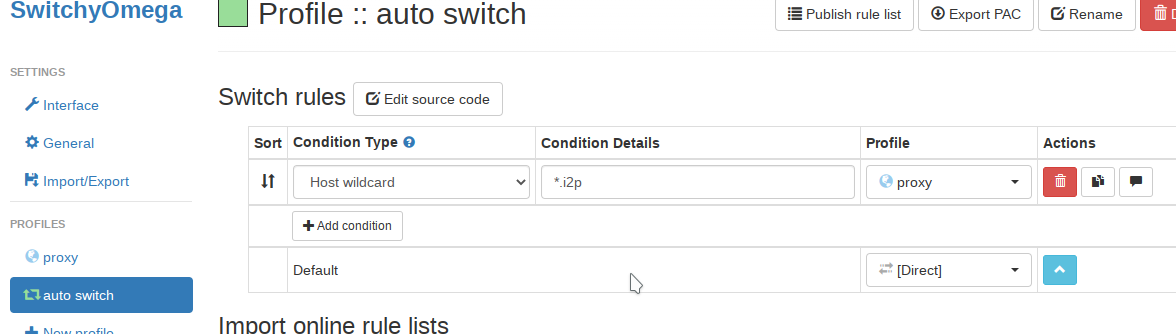 SwitchyOmega
Profile :: auto switch
Publish rule list
Export PAC
Rename
SETTINGS
Interface
General
Import/Export
PROFILES
proxy
auto switch
New profile
Switch rules
Edit source code
Sort Condition Type Condition Details Profile Actions
Host wildcard *.i2p proxy
Add condition
Default [Direct]
Import online rule lists